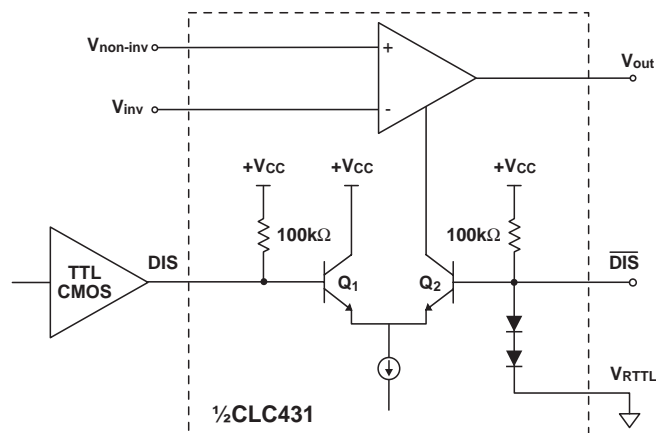 Vnon-inv
+
Vout
Vinv
-
+VCC
+VCC
+VCC
100kΩ
100kΩ
TTL
CMOS
DIS
Q1
Q2
DIS
VRTTL
½CLC431